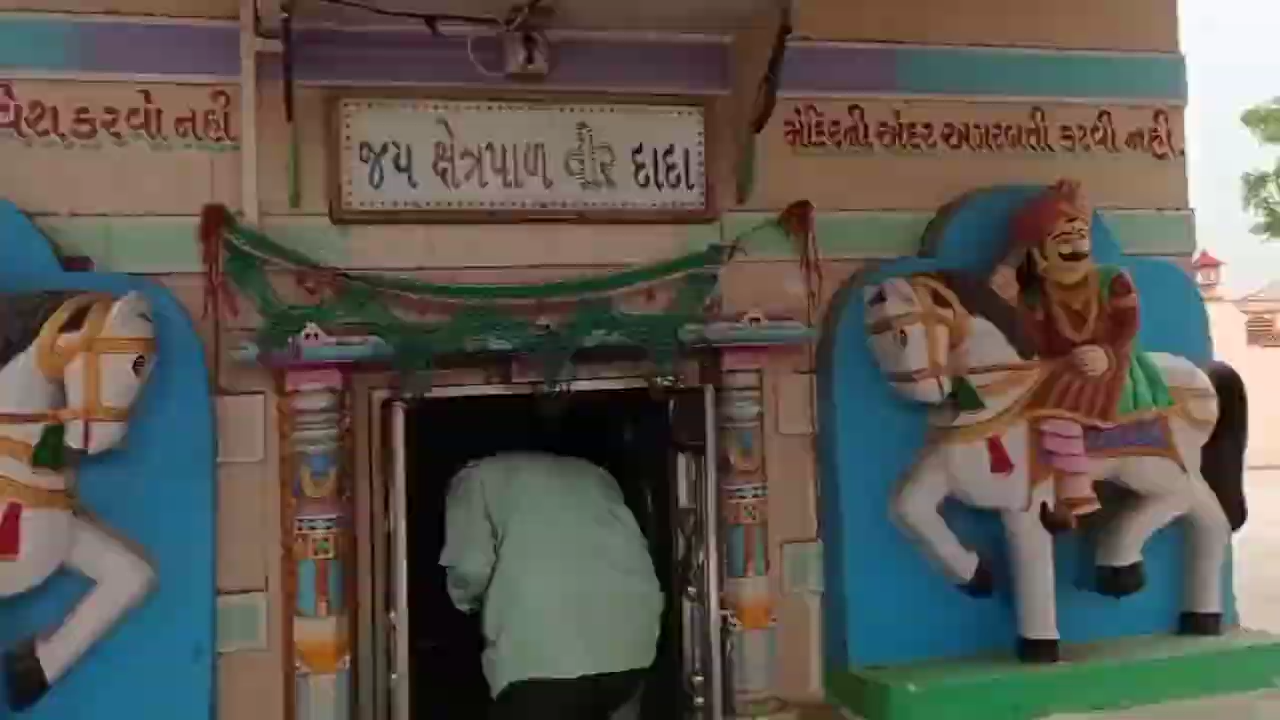 કરવો નહી
જય ક્ષેત્રપાળ વીર દાદા
મંદિરની અંદર અગરબત્તી કરવી નહી.